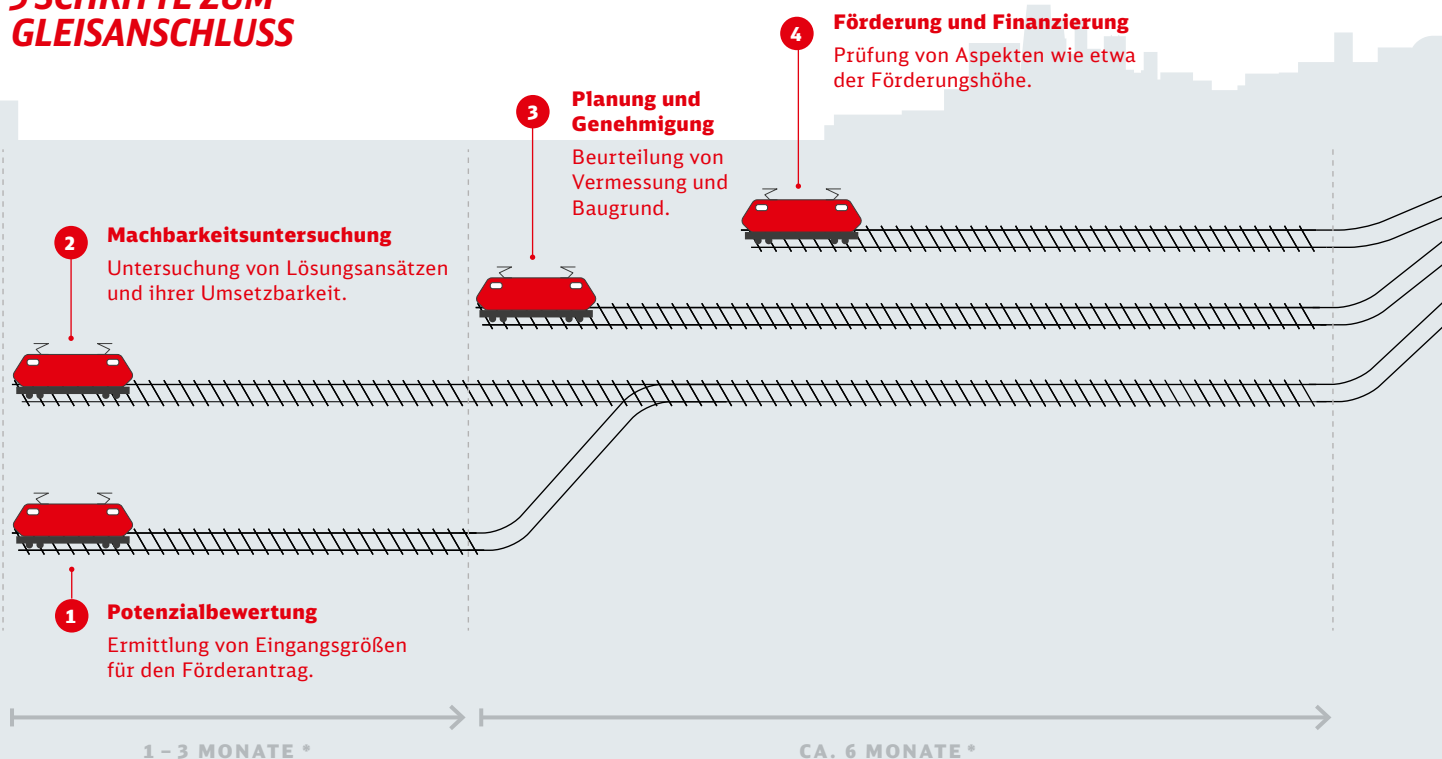 SCHRITTE ZUM
GLEISANSCHLUSS
4
Förderung und Finanzierung
Prüfung von Aspekten wie etwa
der Förderungshöhe.
3
Planung und
Genehmigung
Beurteilung von
Vermessung und
Baugrund.
2
Machbarkeitsuntersuchung
Untersuchung von Lösungsansätzen
und ihrer Umsetzbarkeit.
1
Potenzialbewertung
Ermittlung von Eingangsgrößen
für den Förderantrag.
1 – 3 MONATE *
CA. 6 MONATE *